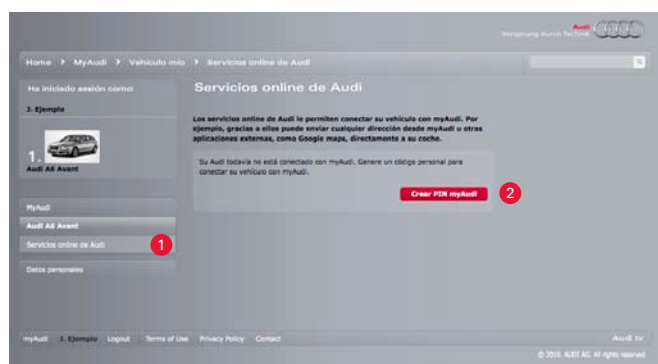 Audi
Vorsprung durch Technik
Home > MyAudi > Vehículo mío > Servicios online de Audi
Ha iniciado sesión como:
J. Ejemplo
1.
Audi A6 Avant
MyAudi
Audi A6 Avant
Servicios online de Audi
1
Datos personales
Servicios online de Audi
Los servicios online de Audi le permiten conectar su vehículo con myAudi. Por
ejemplo, gracias a ellos puede enviar cualquier dirección desde myAudi u otras
aplicaciones externas, como Google maps, directamente a su coche.
Su Audi todavía no está conectado con myAudi. Genere un código personal para
conectar su vehículo con myAudi.
Crear PIN myAudi
2
myAudi J. Ejemplo Logout Terms of Use Privacy Policy Contact
Audi tv
© 2010. AUDI AG. All rights reserved